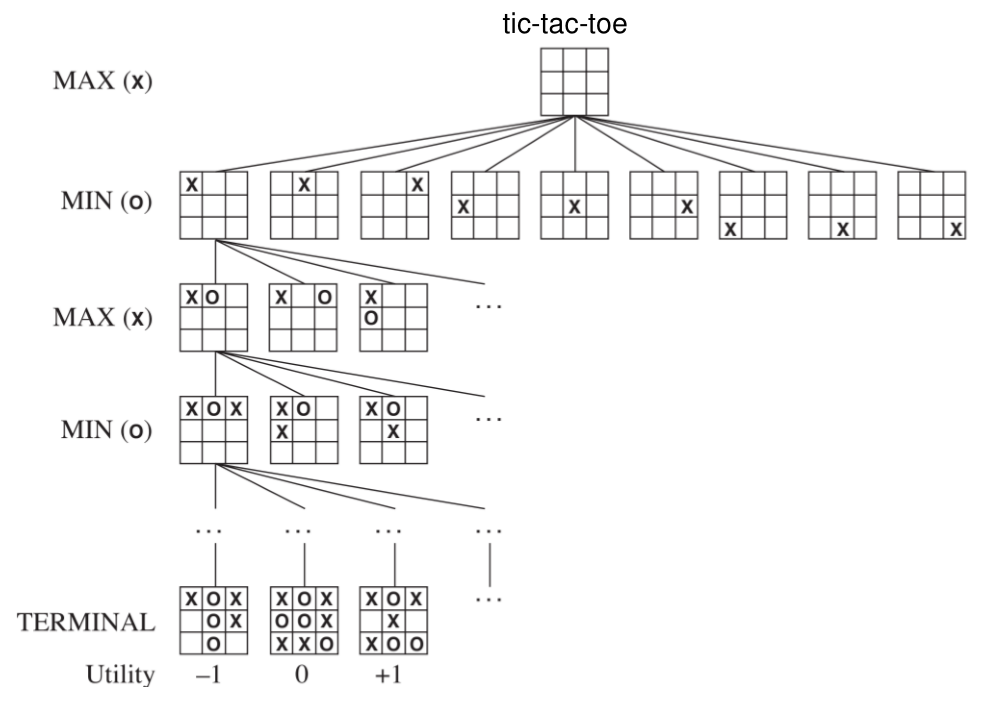 tic-tac-toe
MAX (X)
MIN (O)
X X X X X X X X X
MAX (X)
X O X O X
O
...
MIN (O)
X O X X O X O
X X
...
... ... ... ...
TERMINAL
X O X X O X X O X
O X O O X X
O X X O X O O
...
Utility –1 0 +1